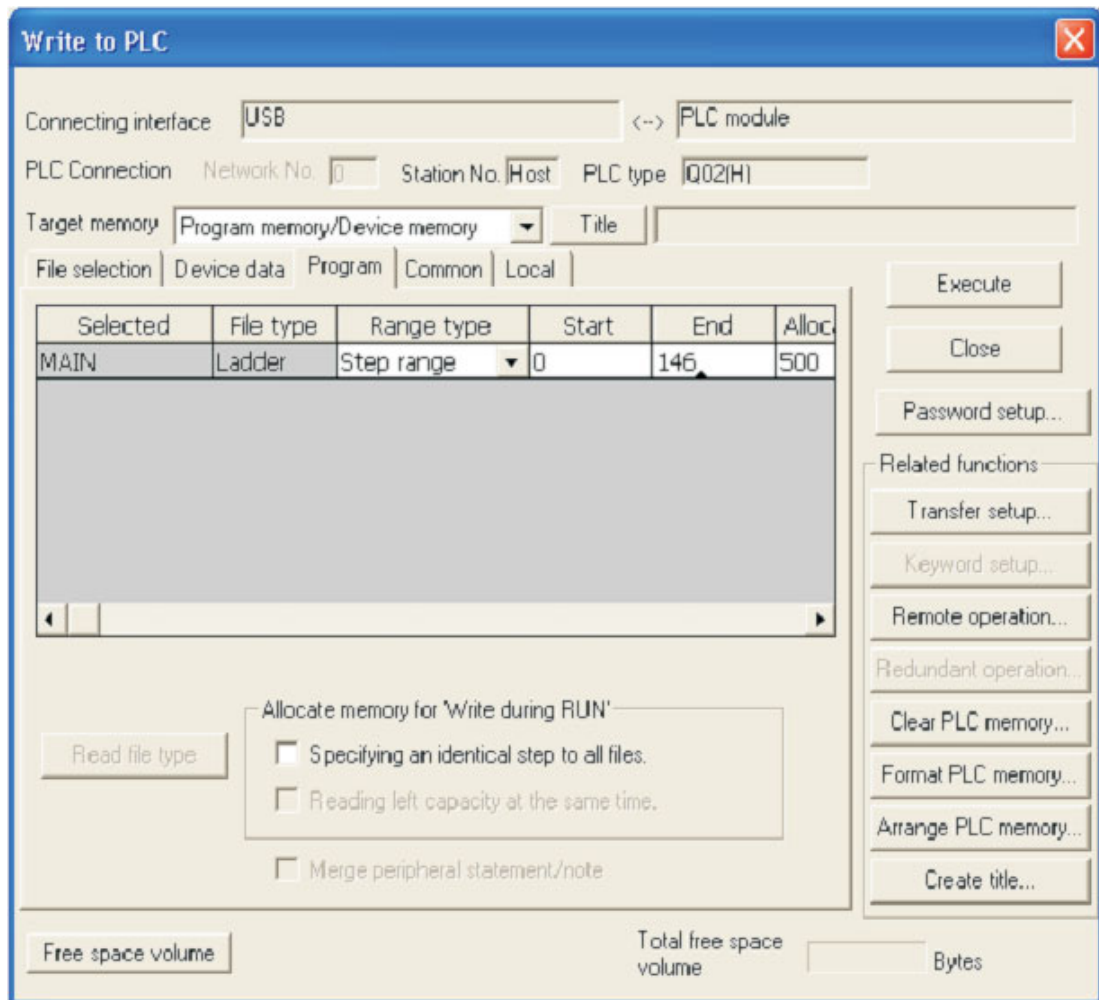 Write to PLC
Connecting interface USB <--> PLC module
PLC Connection Network No. 0 Station No. Host PLC type Q02(H)
Target memory Program memory/Device memory Title
File selection Device data Program Common Local
Selected File type Range type Start End Alloca
MAIN Ladder Step range 0 146 500
Execute
Close
Password setup...
Related functions
Transfer setup...
Keyword setup...
Remote operation...
Redundant operation...
Clear PLC memory...
Format PLC memory...
Arrange PLC memory...
Create title...
Read file type
Allocate memory for 'Write during RUN'
Specifying an identical step to all files.
Reading left capacity at the same time.
Merge peripheral statement/note
Free space volume
Total free space
volume Bytes